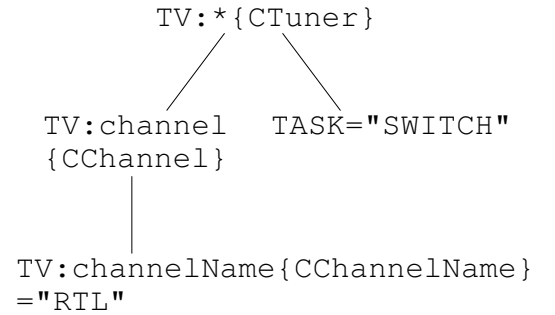 TV:*{CTuner}
TV:channel TASK="SWITCH"
{CChannel}
TV:channelName{CChannelName}
="RTL"